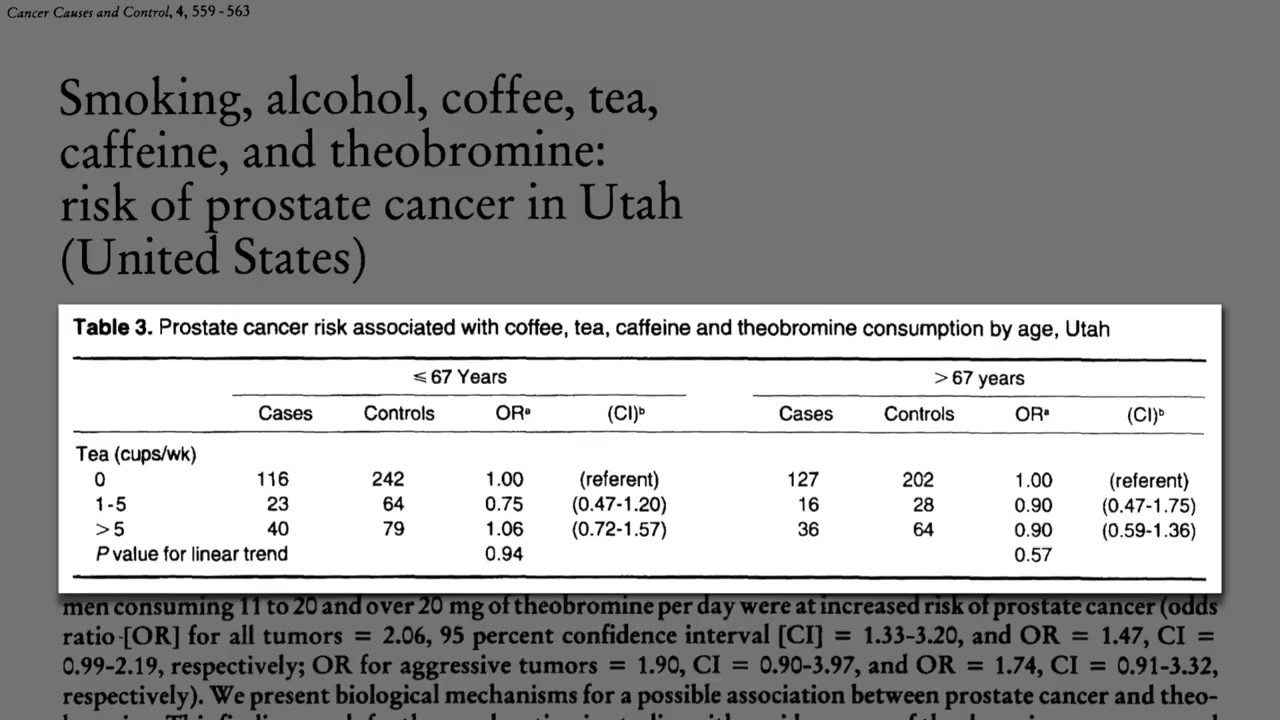 Cancer Causes and Control, 4, 559 - 563
Smoking, alcohol, coffee, tea,
caffeine, and theobromine:
risk of prostate cancer in Utah
(United States)
Table 3. Prostate cancer risk associated with coffee, tea, caffeine and theobromine consumption by age, Utah
≤ 67 Years > 67 years
Cases Controls ORᵃ (CI)ᵇ Cases Controls ORᵃ (CI)ᵇ
Tea (cups/wk)
0 116 242 1.00 (referent) 127 202 1.00 (referent)
1-5 23 64 0.75 (0.47-1.20) 16 28 0.90 (0.47-1.75)
>5 40 79 1.06 (0.72-1.57) 36 64 0.90 (0.59-1.36)
P value for linear trend 0.94 0.57
men consuming 11 to 20 and over 20 mg of theobromine per day were at increased risk of prostate cancer (odds
ratio [OR] for all tumors = 2.06, 95 percent confidence interval [CI] = 1.33-3.20, and OR = 1.47, CI =
0.99-2.19, respectively; OR for aggressive tumors = 1.90, CI = 0.90-3.97, and OR = 1.74, CI = 0.91-3.32,
respectively). We present biological mechanisms for a possible association between prostate cancer and theo-